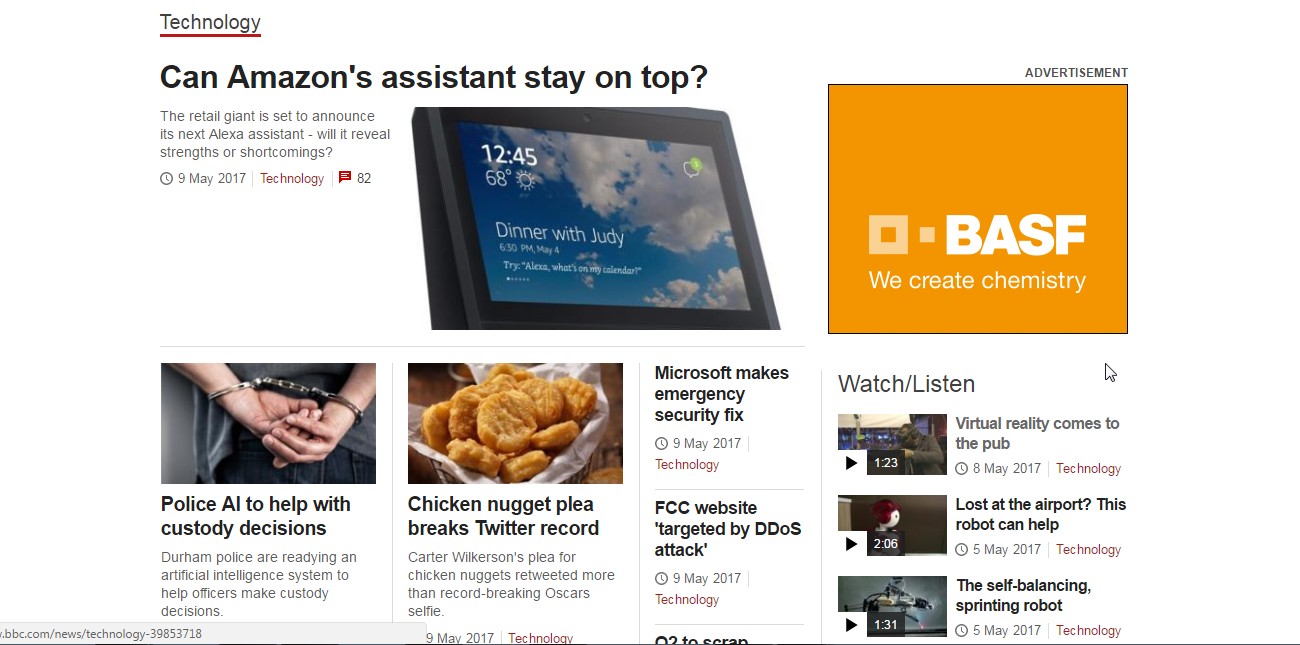 Technology
Can Amazon's assistant stay on top?
The retail giant is set to announce
its next Alexa assistant - will it reveal
strengths or shortcomings?
9 May 2017
Technology
82
12:45
68°
3
Dinner with Judy
6:30 PM, May 4
Try: "Alexa, what's on my calendar?"
ADVERTISEMENT
BASF
We create chemistry
Police AI to help with
custody decisions
Durham police are readying an
artificial intelligence system to
help officers make custody
decisions.
Chicken nugget plea
breaks Twitter record
Carter Wilkerson's plea for
chicken nuggets retweeted more
than record-breaking Oscars
selfie.
9 May 2017
Technology
Microsoft makes
emergency
security fix
9 May 2017
Technology
FCC website
'targeted by DDoS
attack'
9 May 2017
Technology
O2 to scrap
Watch/Listen
1:23
Virtual reality comes to
the pub
8 May 2017
Technology
2:06
Lost at the airport? This
robot can help
5 May 2017
Technology
1:31
The self-balancing,
sprinting robot
5 May 2017
Technology
.bbc.com/news/technology-39853718